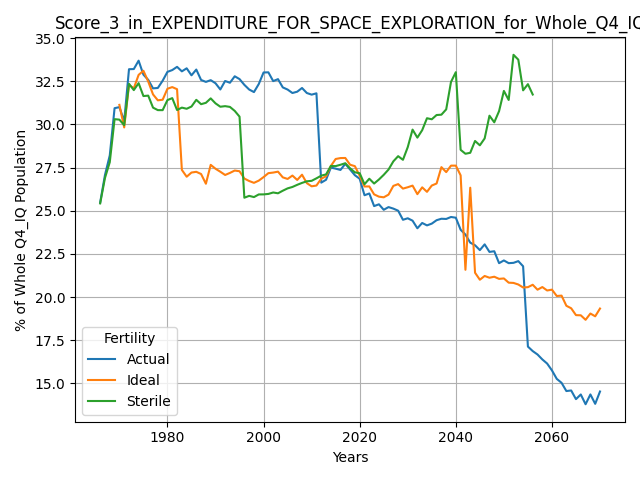 Score_3_in_EXPENDITURE_FOR_SPACE_EXPLORATION_for_Whole_Q4_IQ
% of Whole Q4_IQ Population
35.0
32.5
30.0
27.5
25.0
22.5
20.0
17.5
15.0
Fertility
Actual
Ideal
Sterile
1980
2000
2020
2040
2060
Years